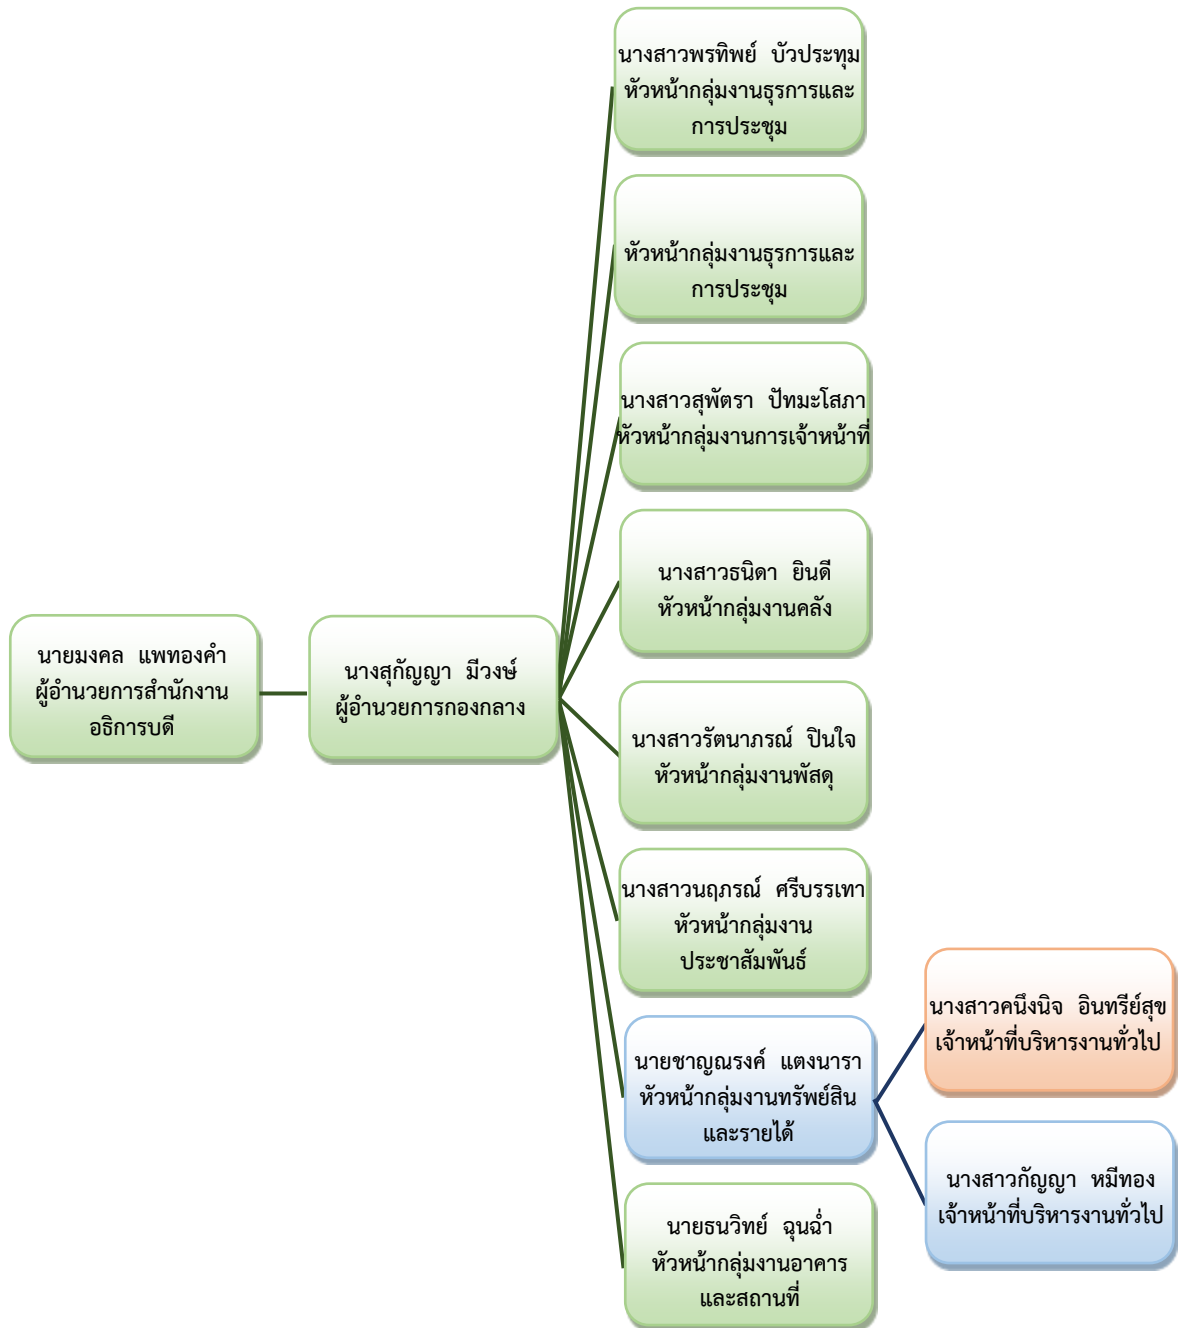 นางสาวพรทิพย์ บัวประทุม
หัวหน้ากลุ่มงานธุรการและ
การประชุม
หัวหน้ากลุ่มงานธุรการและ
การประชุม
นางสาวสุพัตรา ปัทมะโสภา
หัวหน้ากลุ่มงานการเจ้าหน้าที่
นางสาวธนิดา ยินดี
หัวหน้ากลุ่มงานคลัง
นายมงคล แพทองคำ
ผู้อำนวยการสำนักงาน
อธิการบดี
นางสุกัญญา มีวงษ์
ผู้อำนวยการกองกลาง
นางสาวรัตนาภรณ์ ปินใจ
หัวหน้ากลุ่มงานพัสดุ
นางสาวนฤภรณ์ ศรีบรรเทา
หัวหน้ากลุ่มงาน
ประชาสัมพันธ์
นายชาญณรงค์ แตงนารา
หัวหน้ากลุ่มงานทรัพย์สิน
และรายได้
นางสาวคนึงนิจ อินทรีย์สุข
เจ้าหน้าที่บริหารงานทั่วไป
นางสาวกัญญา หมีทอง
เจ้าหน้าที่บริหารงานทั่วไป
นายธนวิทย์ ฉุนฉ่ำ
หัวหน้ากลุ่มงานอาคาร
และสถานที่